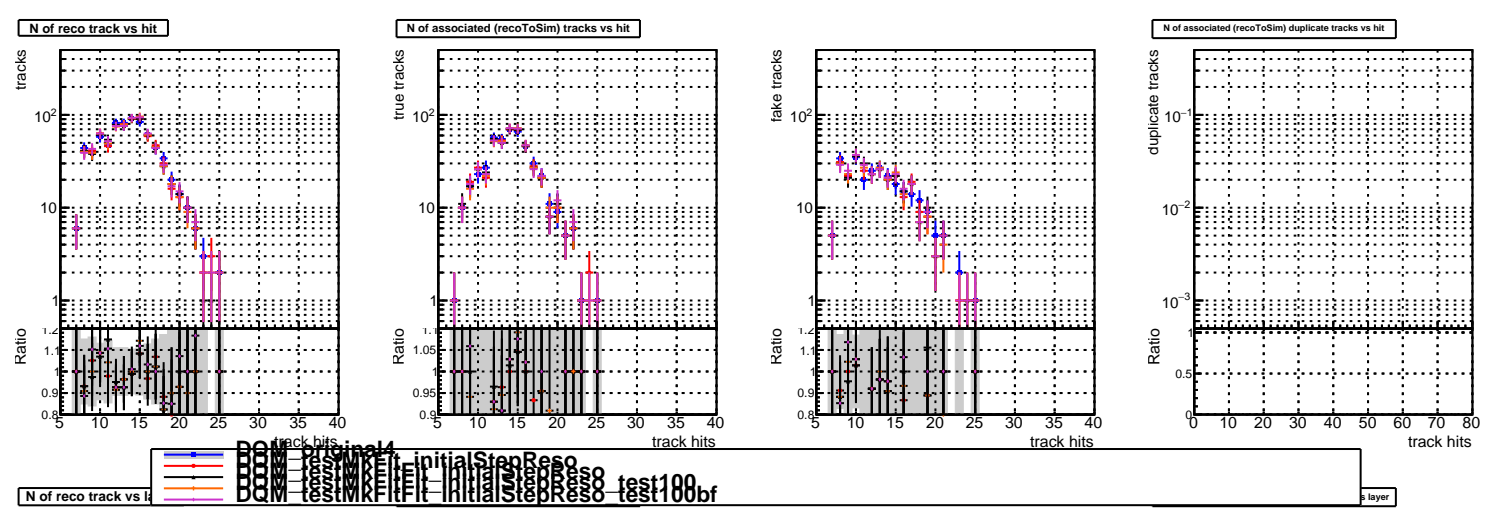 N of reco track vs hit
N of associated (recoToSim) tracks vs hit
N of associated (recoToSim) duplicate tracks vs hit
tracks
10²
10
1
Ratio
1.2
1.1
1
0.9
0.8
5 10 15 20 25 30 35 40
track hits
true tracks
10²
10
1
Ratio
1.1
1.05
1
0.95
0.9
5 10 15 20 25 30 35 40
track hits
fake tracks
10²
10
1
Ratio
1.2
1.1
1
0.9
0.8
5 10 15 20 25 30 35 40
track hits
duplicate tracks
10⁻¹
10⁻²
10⁻³
Ratio
1
0.5
0
0 10 20 30 40 50 60 70 80
track hits
DQM_original4
DQM_testMkFit_initialStepReso
DQM_testMkFitFit_initialStepReso
DQM_testMkFitFit_initialStepReso_test100
DQM_testMkFitFit_initialStepReso_test100bf
N of reco track vs la
s layer